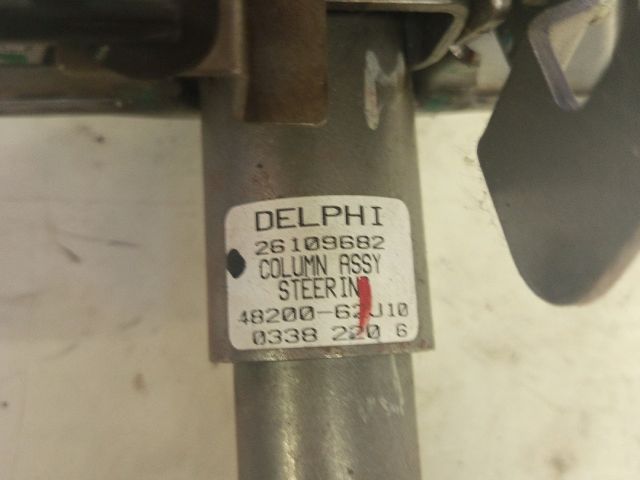 DELPHI
26109682
COLUMN ASSY
STEERIN
48200-62J10
0338 220 6